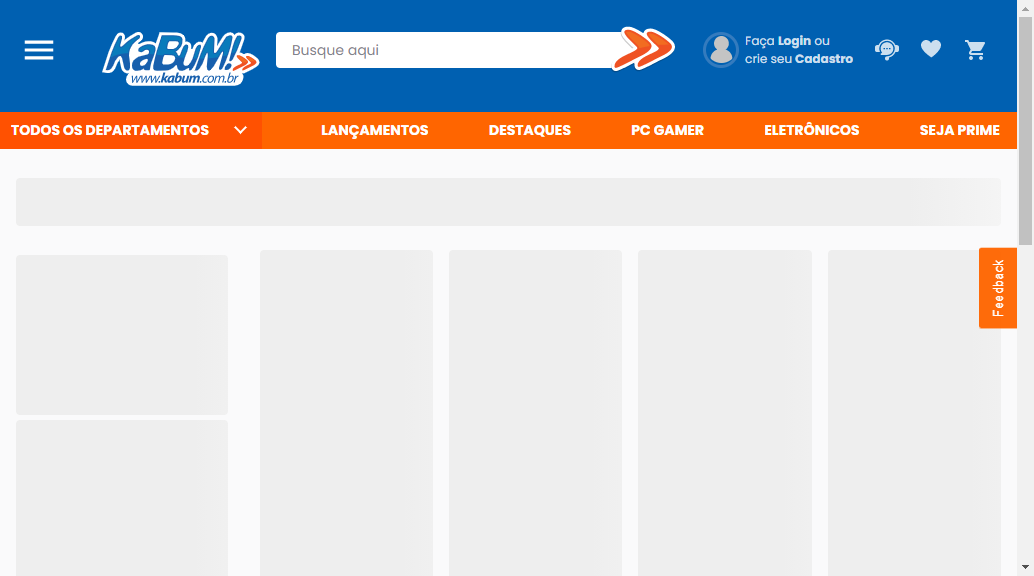 KaBuM!
www.kabum.com.br
Busque aqui
Faça Login ou
crie seu Cadastro
TODOS OS DEPARTAMENTOS
LANÇAMENTOS
DESTAQUES
PC GAMER
ELETRÔNICOS
SEJA PRIME
Feedback